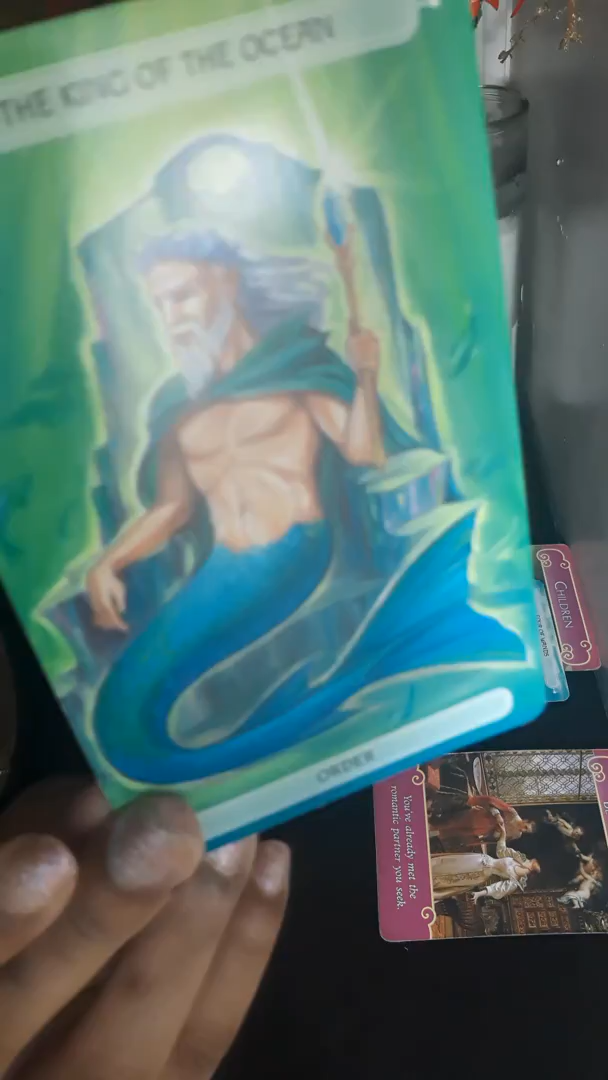 THE KING OF THE OCEAN
ORDER
CHILDREN
You've already met the
romantic partner you seek.